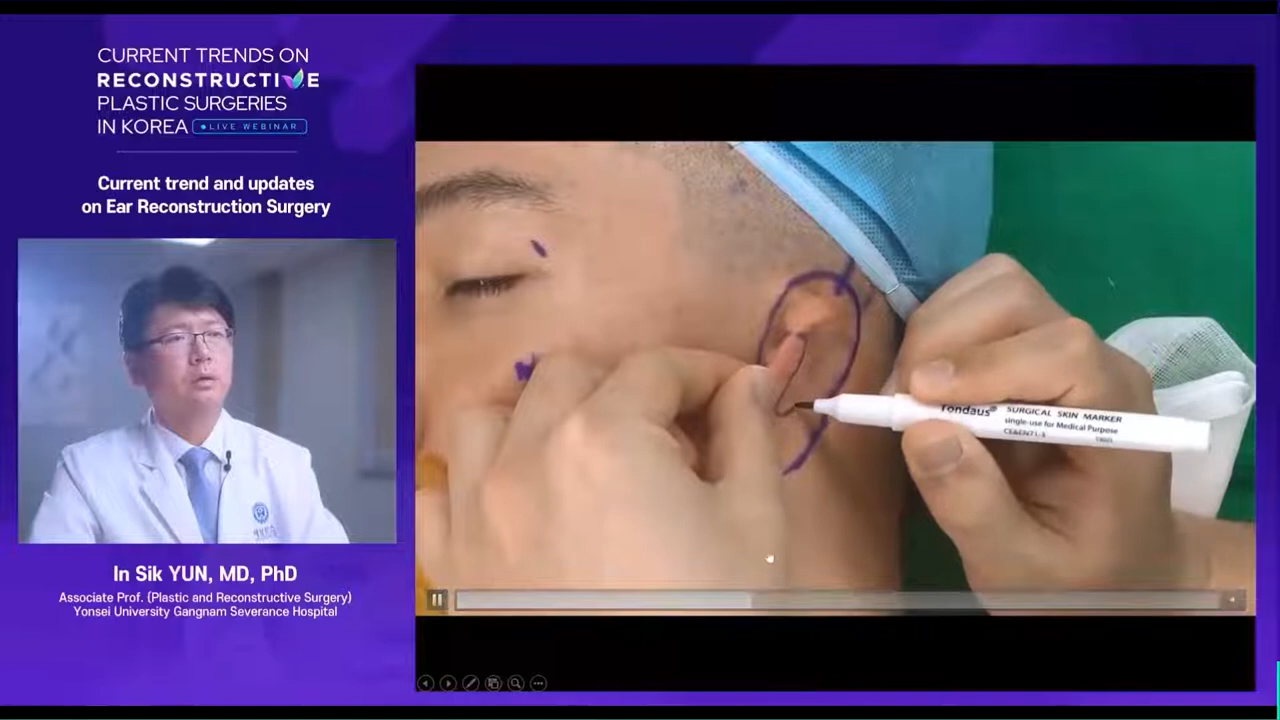 CURRENT TRENDS ON
RECONSTRUCTIVE
PLASTIC SURGERIES
IN KOREA
LIVE WEBINAR
Current trend and updates
on Ear Reconstruction Surgery
In Sik YUN, MD, PhD
Associate Prof. (Plastic and Reconstructive Surgery)
Yonsei University Gangnam Severance Hospital
Tondaus®
SURGICAL SKIN MARKER
single-use for Medical Purpose